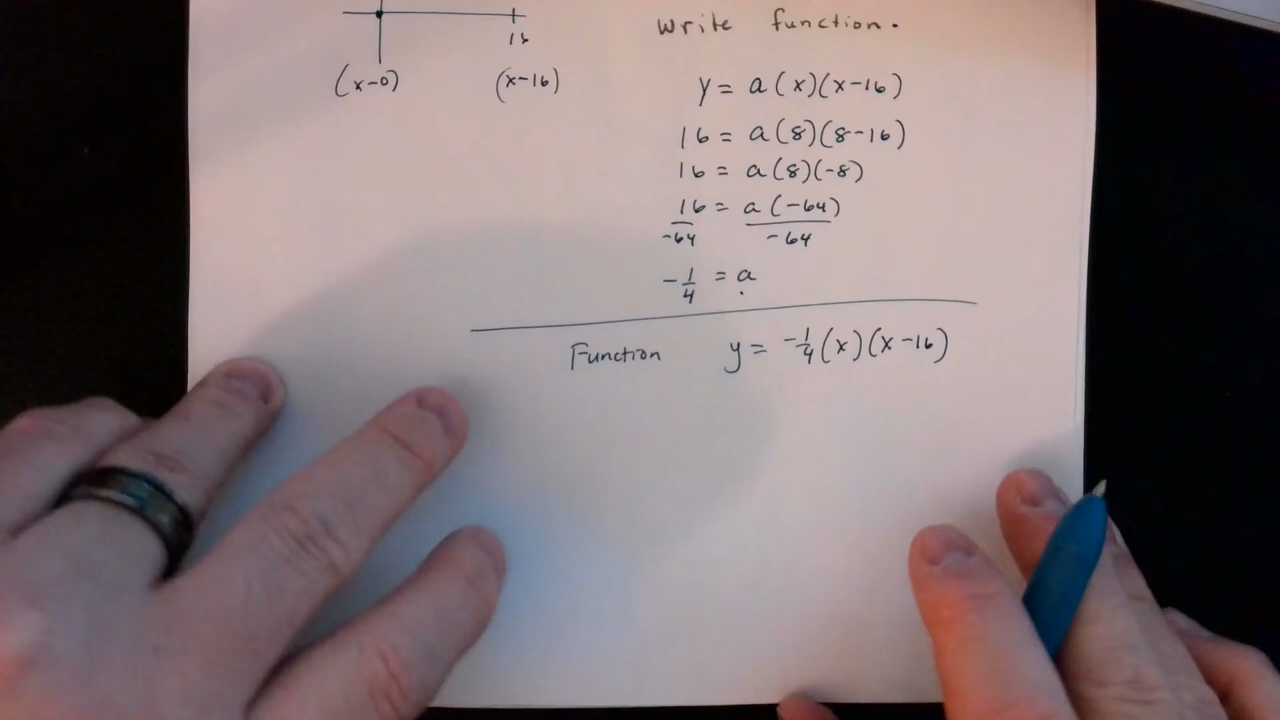 16
(x-0)
(x-16)
Write function.
y = a(x)(x-16)
16 = a(8)(8-16)
16 = a(8)(-8)
16 = a(-64)
-64 -64
-1/4 = a
Function y = -1/4(x)(x-16)